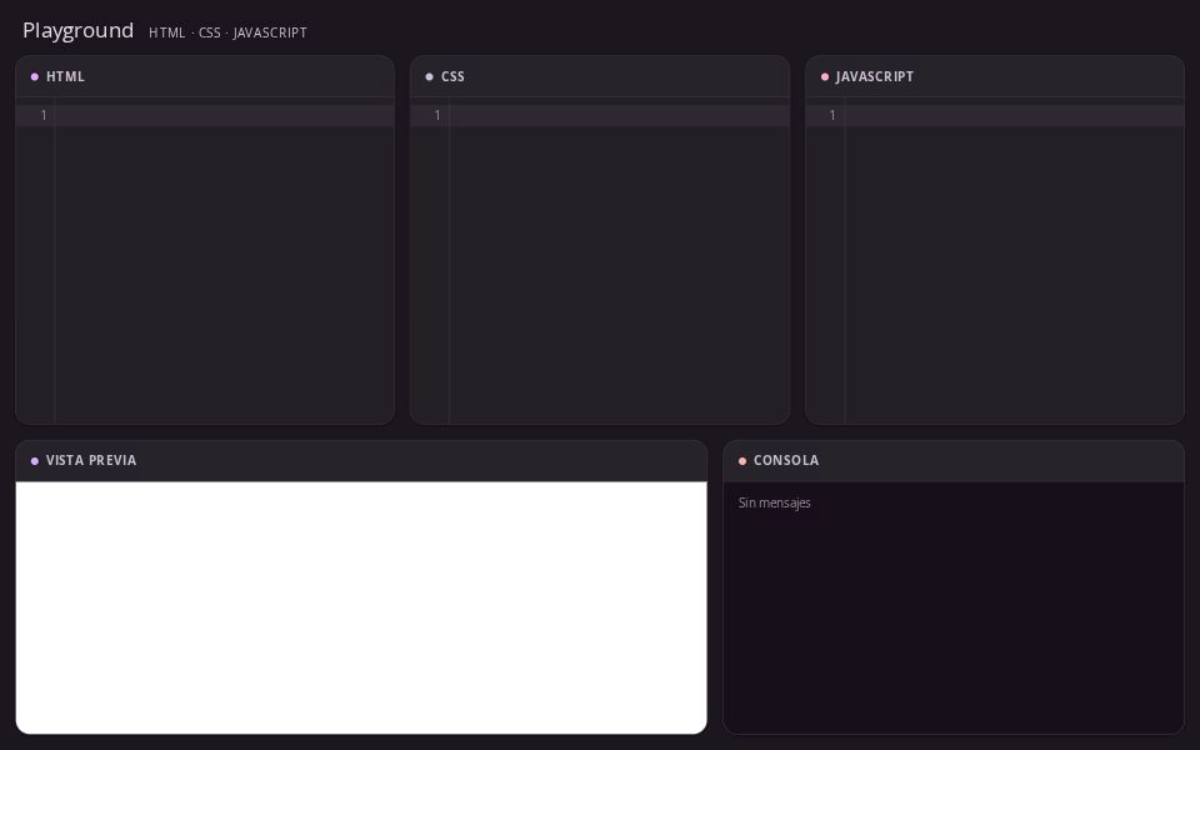 Playground HTML · CSS · JAVASCRIPT
HTML
1
CSS
1
JAVASCRIPT
1
VISTA PREVIA
CONSOLA
Sin mensajes